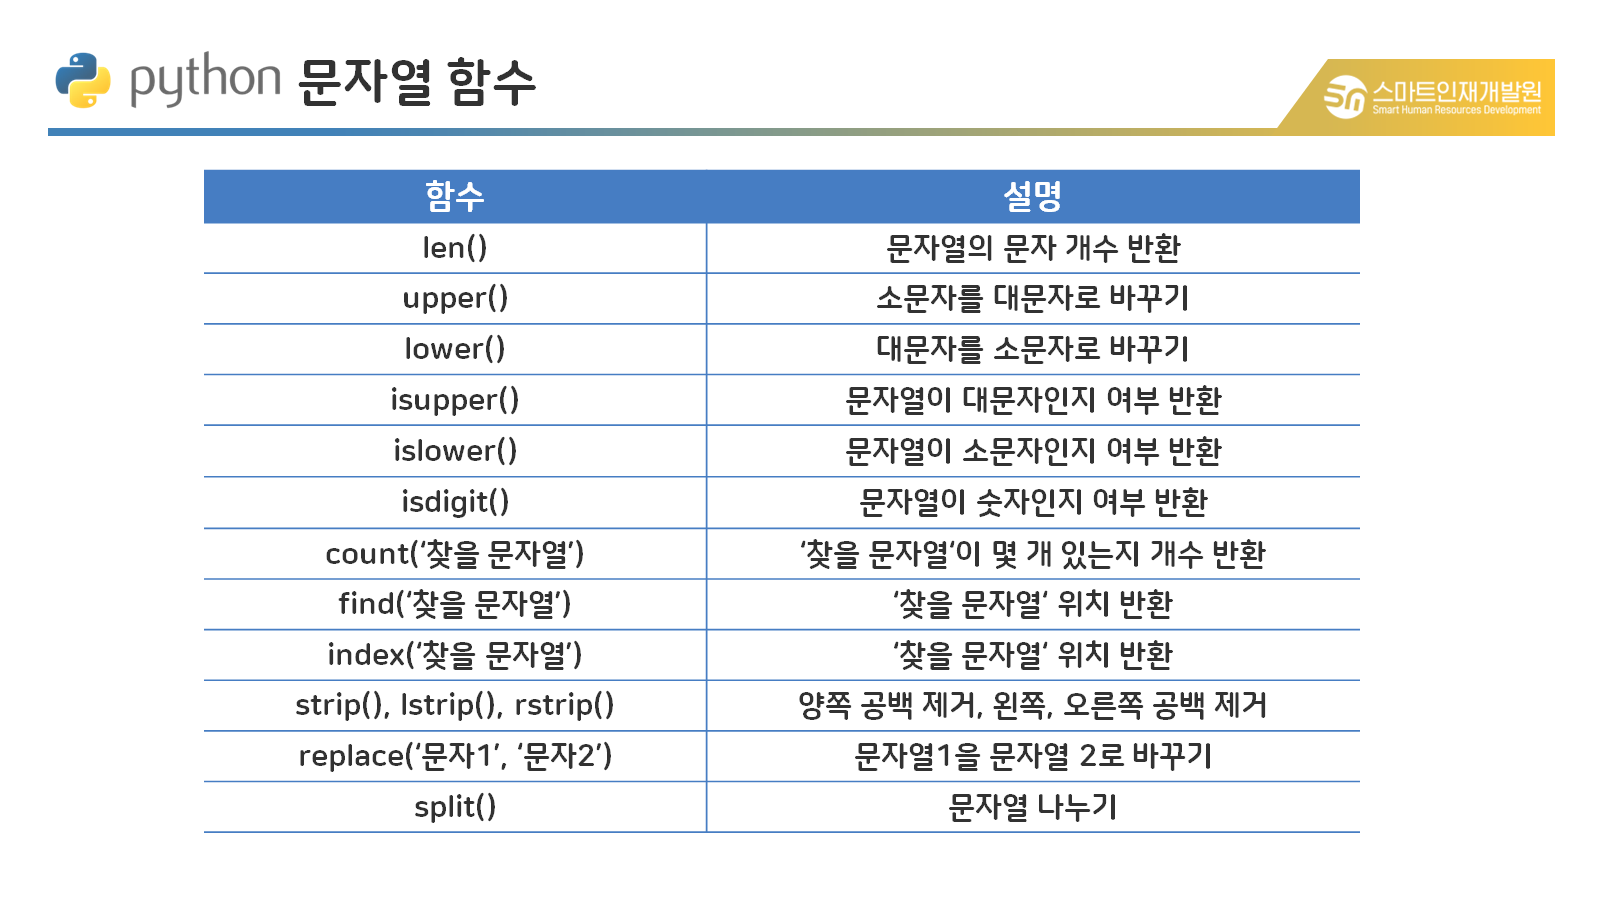 python 문자열 함수
스마트인재개발원
Smart Human Resources Development
함수 설명
len() 문자열의 문자 개수 반환
upper() 소문자를 대문자로 바꾸기
lower() 대문자를 소문자로 바꾸기
isupper() 문자열이 대문자인지 여부 반환
islower() 문자열이 소문자인지 여부 반환
isdigit() 문자열이 숫자인지 여부 반환
count(‘찾을 문자열’) ‘찾을 문자열‘이 몇 개 있는지 개수 반환
find(‘찾을 문자열’) ‘찾을 문자열‘ 위치 반환
index(‘찾을 문자열’) ‘찾을 문자열‘ 위치 반환
strip(), lstrip(), rstrip() 양쪽 공백 제거, 왼쪽, 오른쪽 공백 제거
replace(‘문자1’, ‘문자2’) 문자열1을 문자열 2로 바꾸기
split() 문자열 나누기